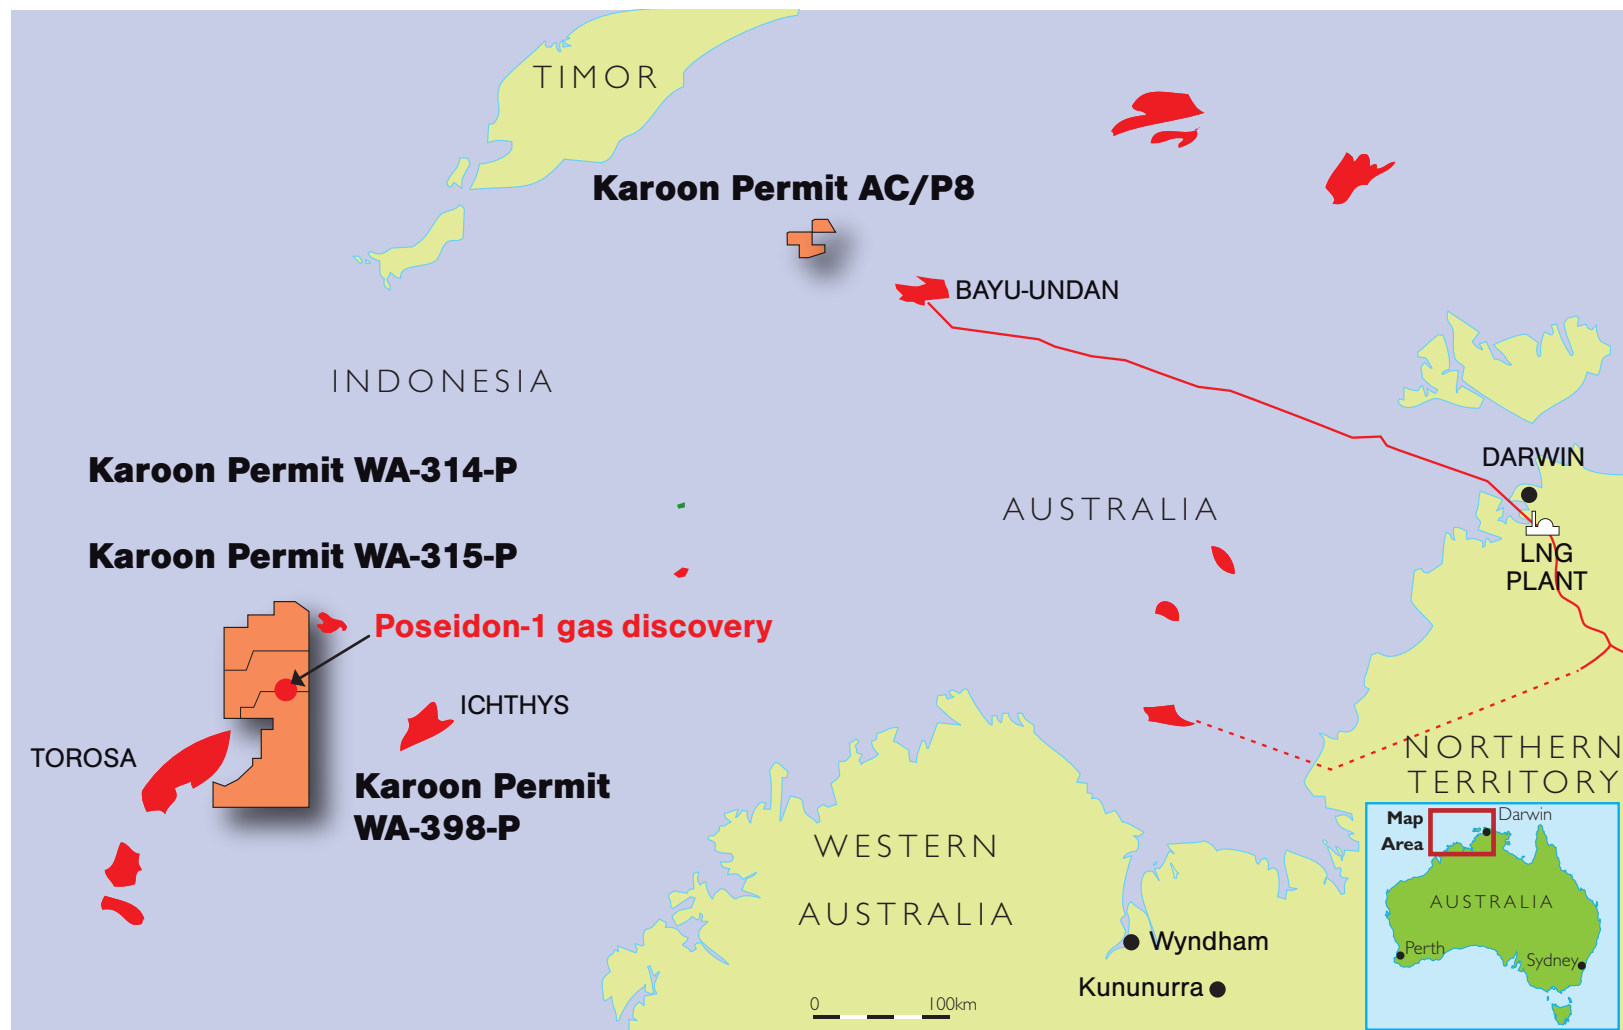 TIMOR
Karoon Permit AC/P8
BAYU-UNDAN
INDONESIA
Karoon Permit WA-314-P
DARWIN
AUSTRALIA
Karoon Permit WA-315-P
LNG
PLANT
Poseidon-1 gas discovery
ICHTHYS
TOROSA
NORTHERN
TERRITORY
Karoon Permit
WA-398-P
WESTERN
AUSTRALIA
Map
Area
Darwin
AUSTRALIA
Perth
Sydney
Wyndham
Kununurra
0 100km